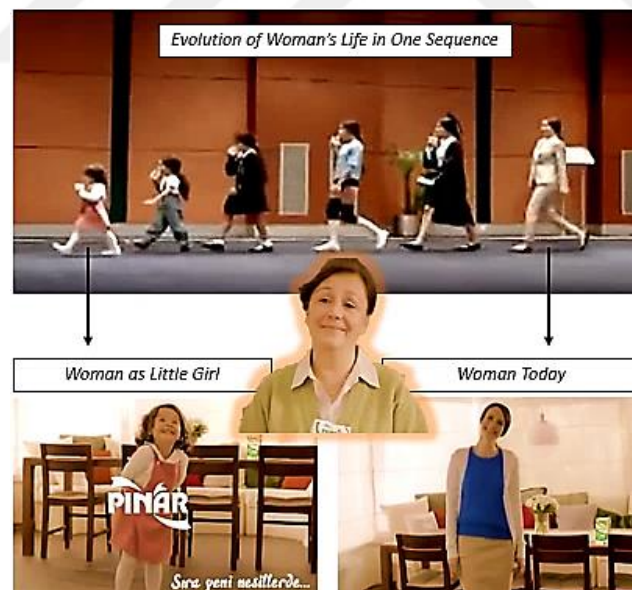 Evolution of Woman's Life in One Sequence
Woman as Little Girl
Woman Today
PINAR
Sıra yeni nesillerde...